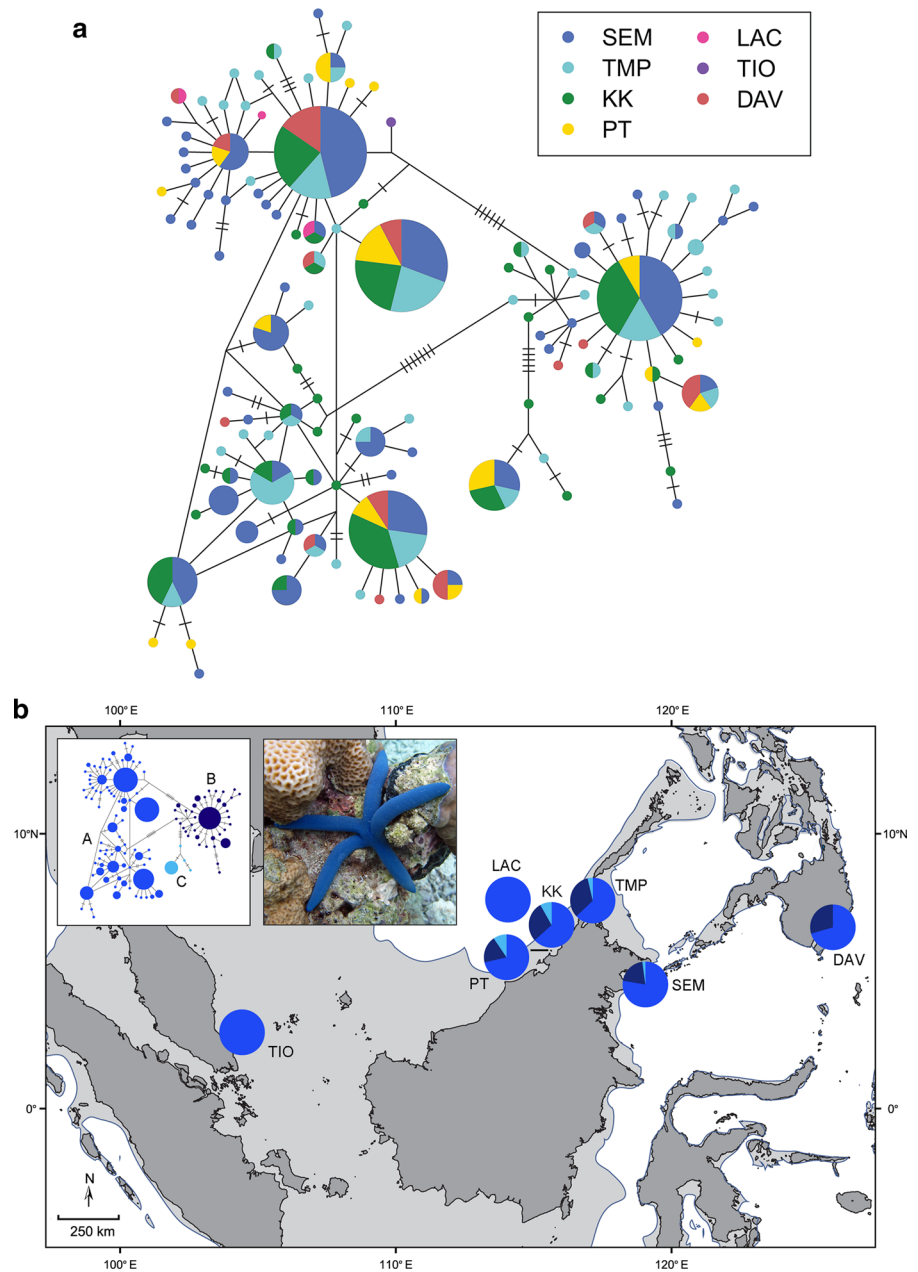 a
SEM
LAC
TMP
TIO
KK
DAV
PT
b
100° E
110° E
120° E
B
A
C
10°N
10°N
LAC
KK
TMP
PT
SEM
DAV
TIO
0°
0°
N
250 km
100° E
110° E
120° E